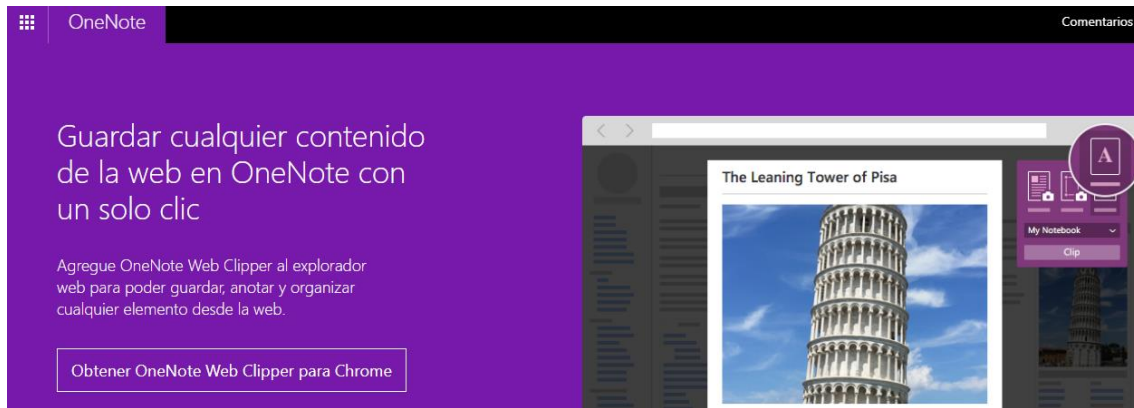 OneNote
Comentarios
Guardar cualquier contenido
de la web en OneNote con
un solo clic
Agregue OneNote Web Clipper al explorador
web para poder guardar, anotar y organizar
cualquier elemento desde la web.
Obtener OneNote Web Clipper para Chrome
The Leaning Tower of Pisa
A
My Notebook
Clip